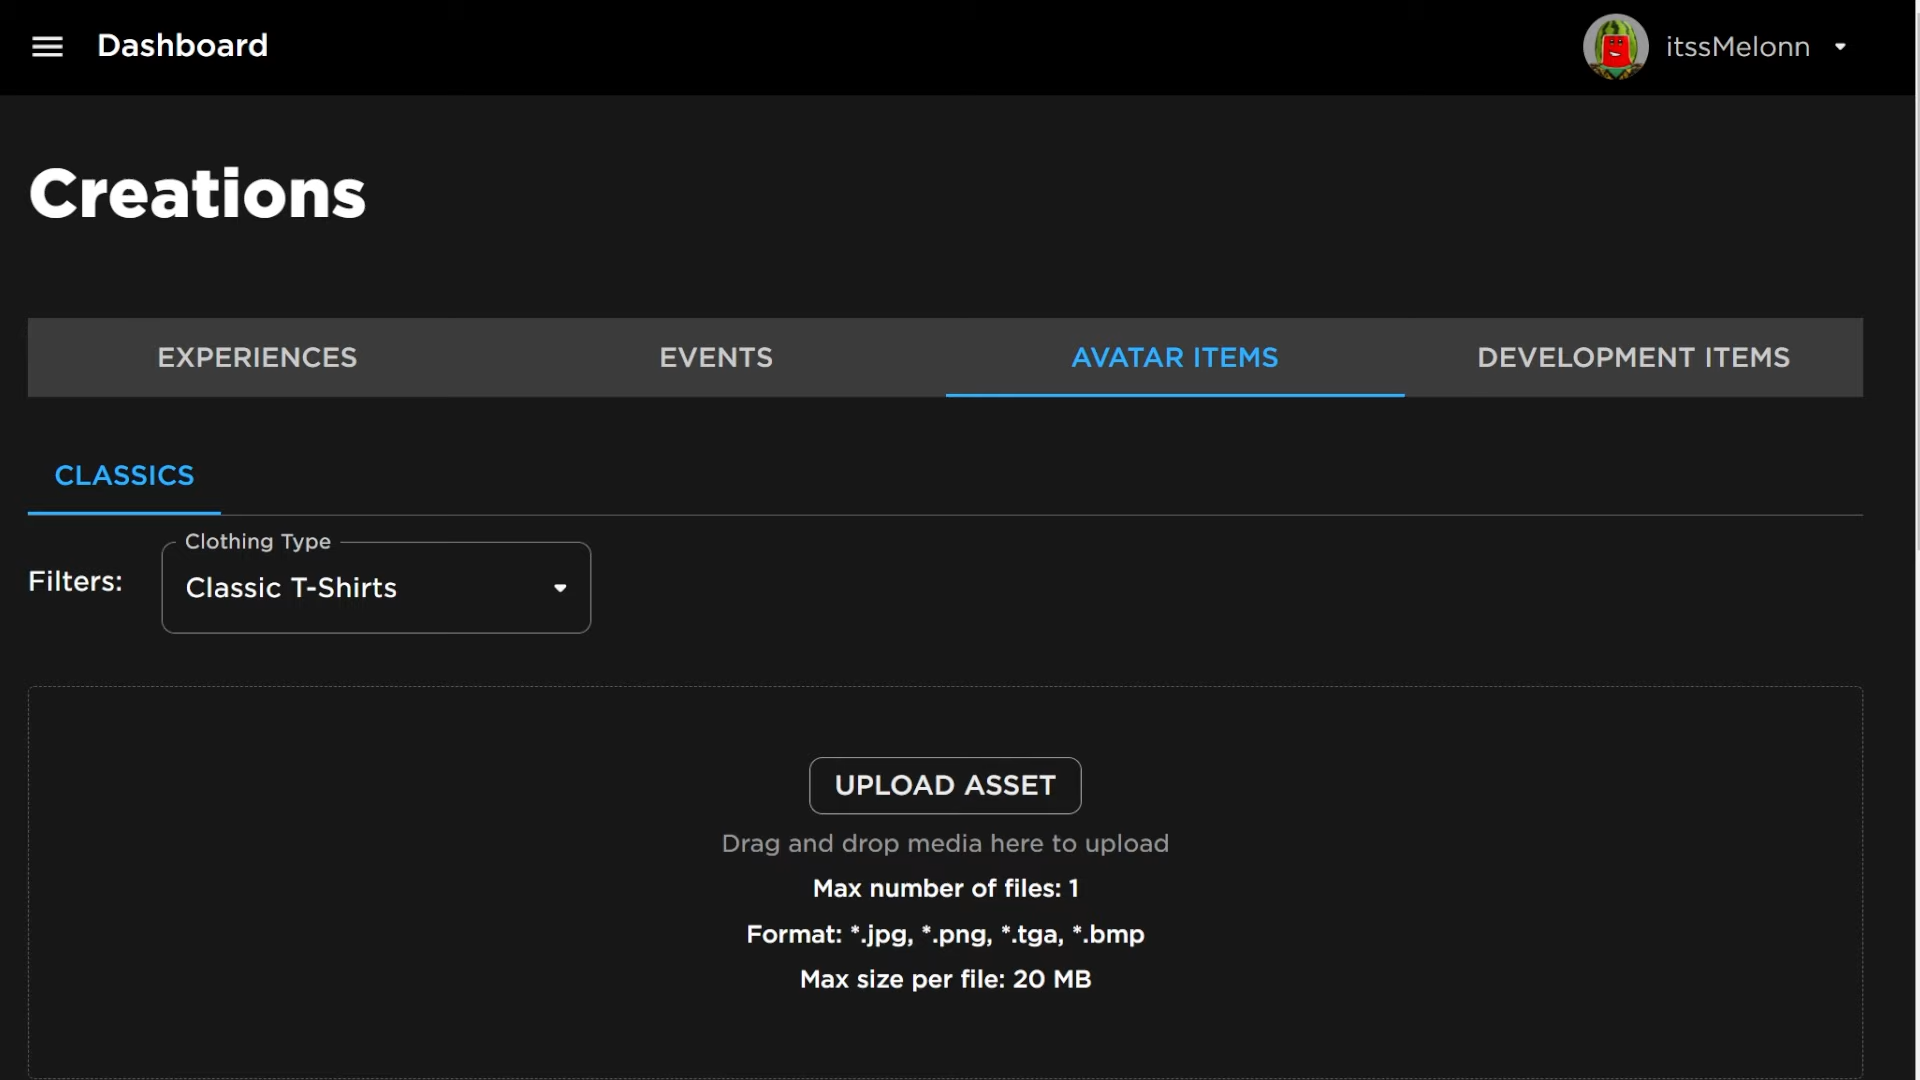 Dashboard
itssMelonn
Creations
EXPERIENCES
EVENTS
AVATAR ITEMS
DEVELOPMENT ITEMS
CLASSICS
Filters:
Clothing Type
Classic T-Shirts
UPLOAD ASSET
Drag and drop media here to upload
Max number of files: 1
Format: *.jpg, *.png, *.tga, *.bmp
Max size per file: 20 MB